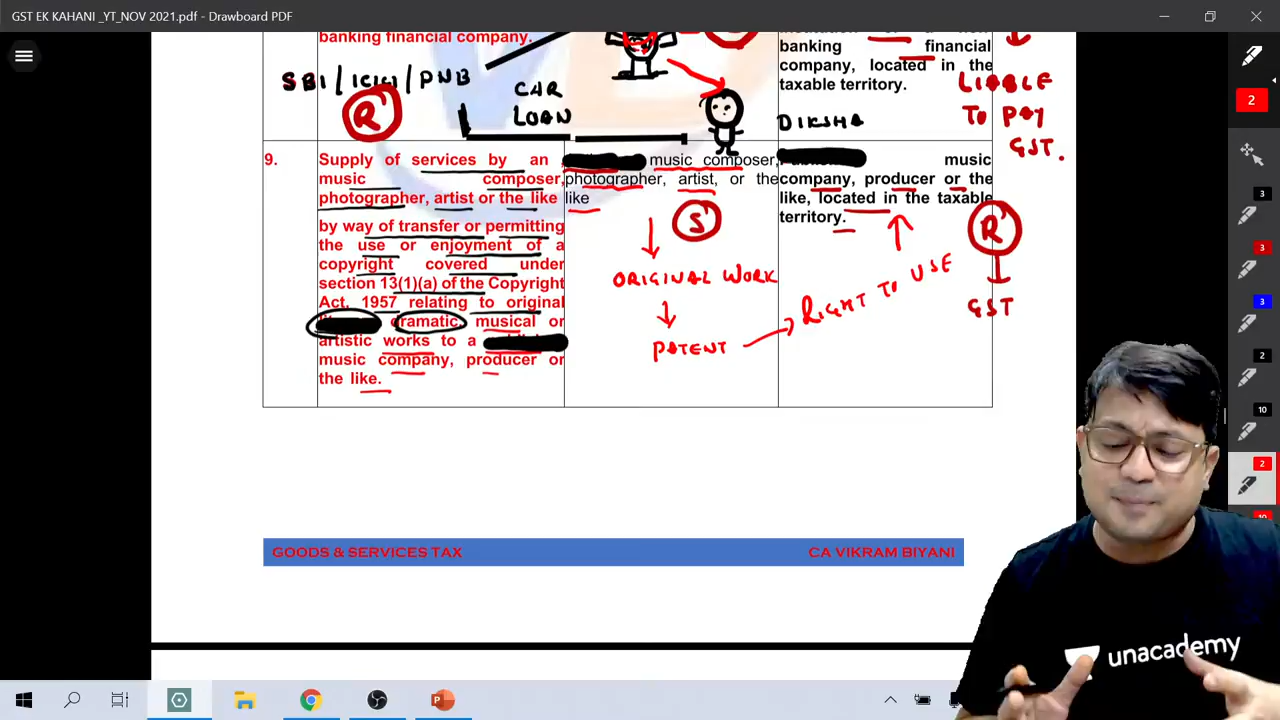 GST EK KAHANI _YT_NOV 2021.pdf - Drawboard PDF
banking financial company.
banking financial
company, located in the
taxable territory.
SBI / ICICI / PNB
R'
CAR
LOAN
DIKSHA
LIABLE
TO PAY
GST.
9.
Supply of services by an
music composer,
photographer, artist or the like
by way of transfer or permitting
the use or enjoyment of a
copyright covered under
section 13(1)(a) of the Copyright
Act, 1957 relating to original
dramatic, musical or
artistic works to a
music company, producer or
the like.
music composer,
photographer, artist, or the
like
S'
ORIGINAL WORK
PATENT
RIGHT TO USE
music
company, producer or the
like, located in the taxable
territory.
R'
GST
GOODS & SERVICES TAX
CA VIKRAM BIYANI
unacademy
2
3
3
3
2
10
2
10